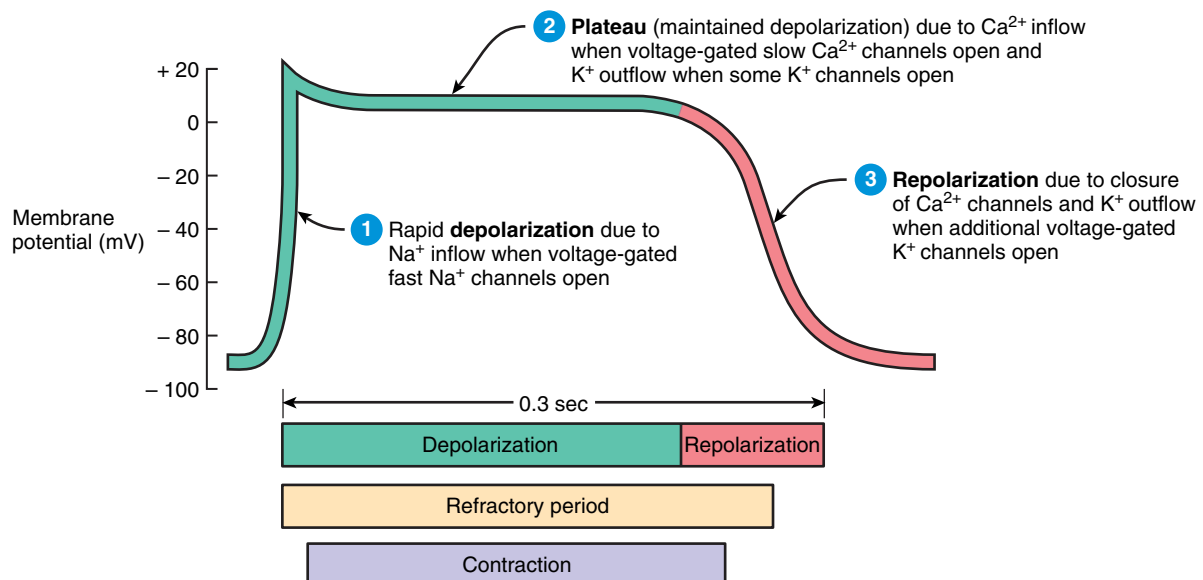 2 Plateau (maintained depolarization) due to Ca2+ inflow
when voltage-gated slow Ca2+ channels open and
K+ outflow when some K+ channels open
+ 20
0
– 20
– 40
– 60
– 80
– 100
Membrane
potential (mV)
1 Rapid depolarization due to
Na+ inflow when voltage-gated
fast Na+ channels open
3 Repolarization due to closure
of Ca2+ channels and K+ outflow
when additional voltage-gated
K+ channels open
0.3 sec
Depolarization
Repolarization
Refractory period
Contraction